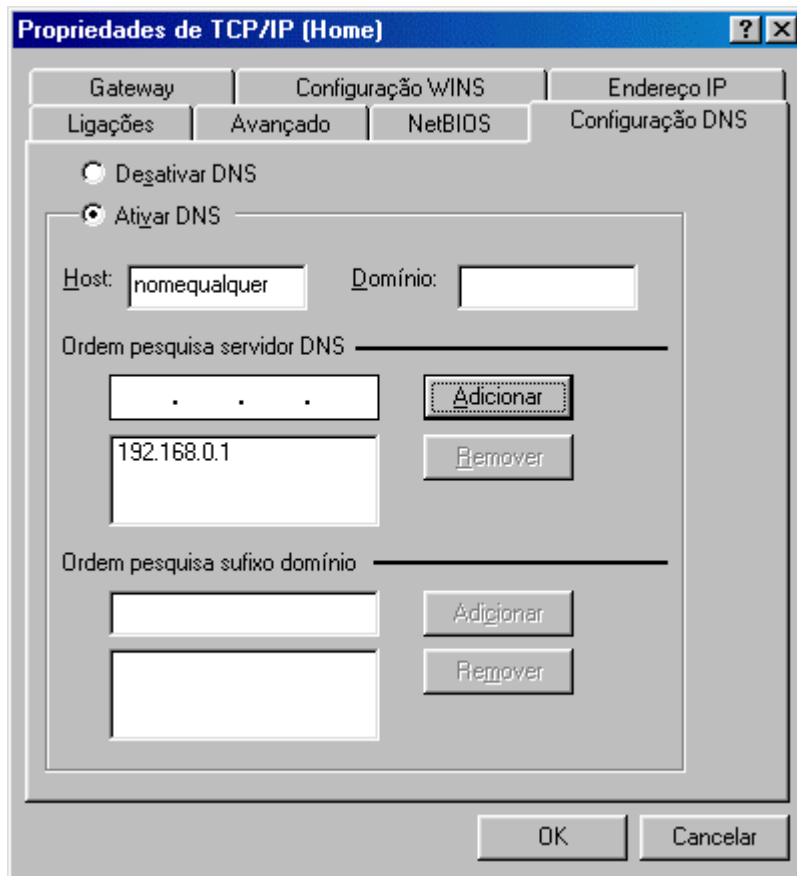 Propriedades de TCP/IP (Home)
Gateway Configuração WINS Endereço IP
Ligações Avançado NetBIOS Configuração DNS
Desativar DNS
Ativar DNS
Host: nomequalquer Domínio:
Ordem pesquisa servidor DNS
. . . Adicionar
192.168.0.1 Remover
Ordem pesquisa sufixo domínio
Adicionar
Remover
OK Cancelar